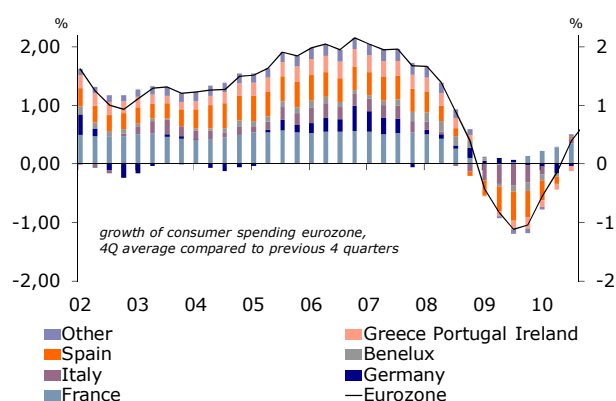 % %
2,00 2
1,00 1
0,00 0
-1,00 -1
-2,00 -2
growth of consumer spending eurozone,
4Q average compared to previous 4 quarters
02 03 04 05 06 07 08 09 10
Other Greece Portugal Ireland
Spain Benelux
Italy Germany
France Eurozone